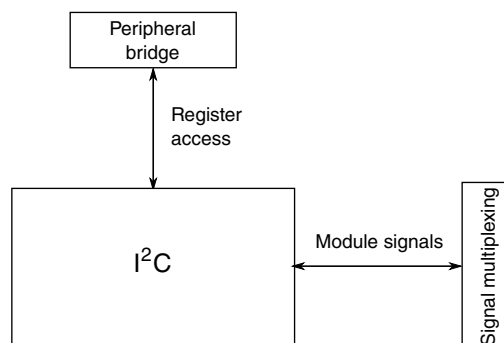 Peripheral
bridge
Register
access
I²C
Module signals
Signal multiplexing